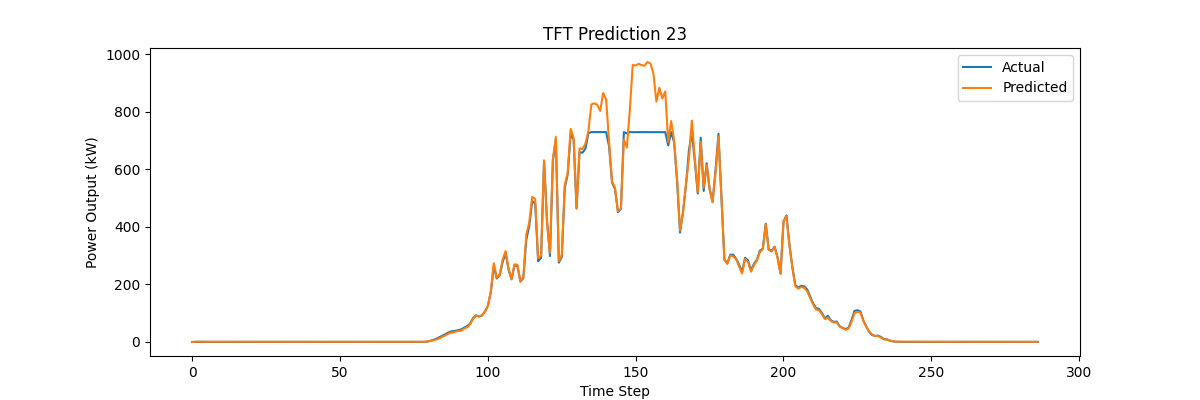 TFT Prediction 23
Actual
Predicted
Power Output (kW)
1000
800
600
400
200
0
0 50 100 150 200 250 300
Time Step